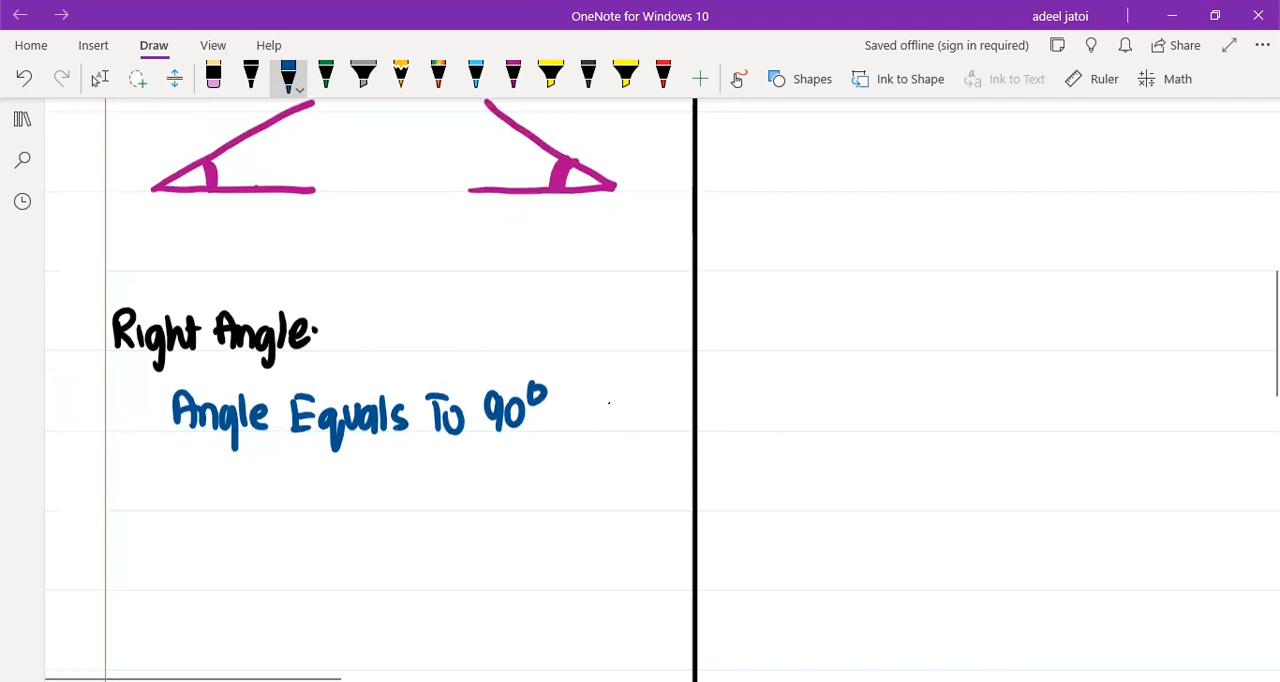 OneNote for Windows 10
adeel jatoi
Home Insert Draw View Help
Saved offline (sign in required)
Share
Shapes
Ink to Shape
Ink to Text
Ruler
Math
Right Angle.
Angle Equals To 90°